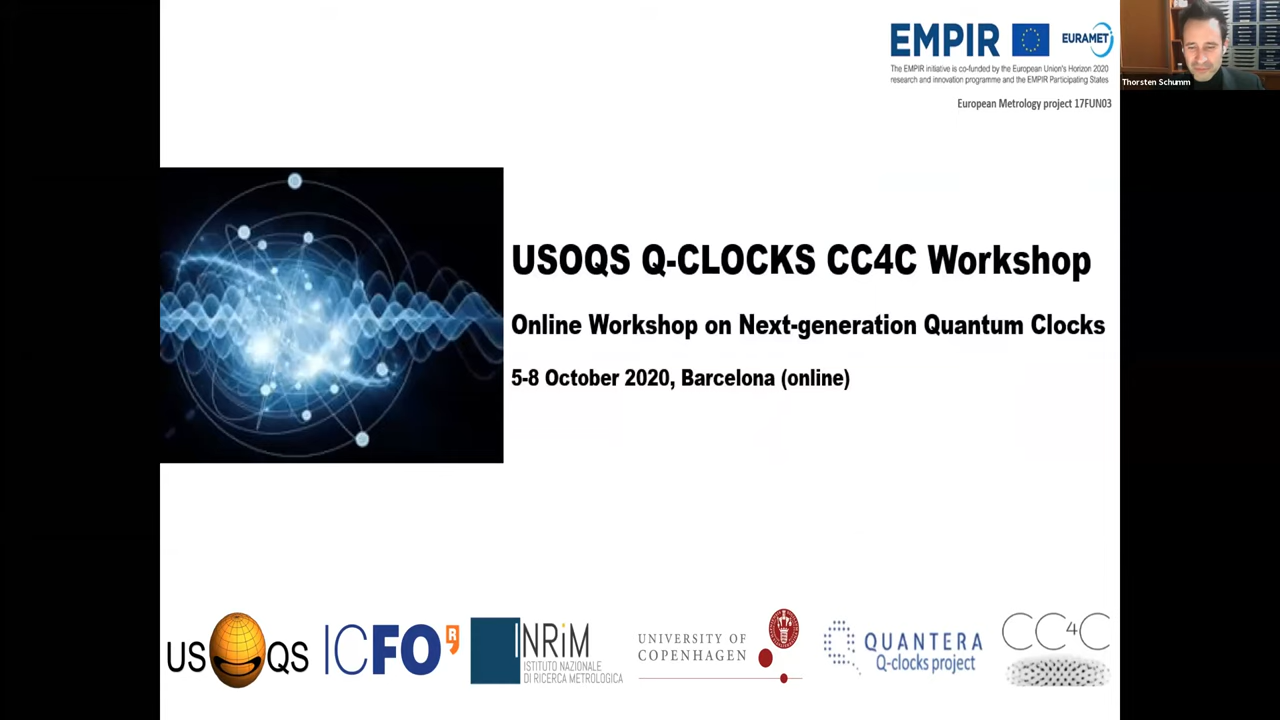 EMPIR
EURAMET
The EMPIR initiative is co-funded by the European Union's Horizon 2020
research and innovation programme and the EMPIR Participating States
European Metrology project 17FUN03
Thorsten Schumm
USOQS Q-CLOCKS CC4C Workshop
Online Workshop on Next-generation Quantum Clocks
5-8 October 2020, Barcelona (online)
USOQS
ICFOR
INRiM
ISTITUTO NAZIONALE
DI RICERCA METROLOGICA
UNIVERSITY OF
COPENHAGEN
QUANTERA
Q-clocks project
CC4C